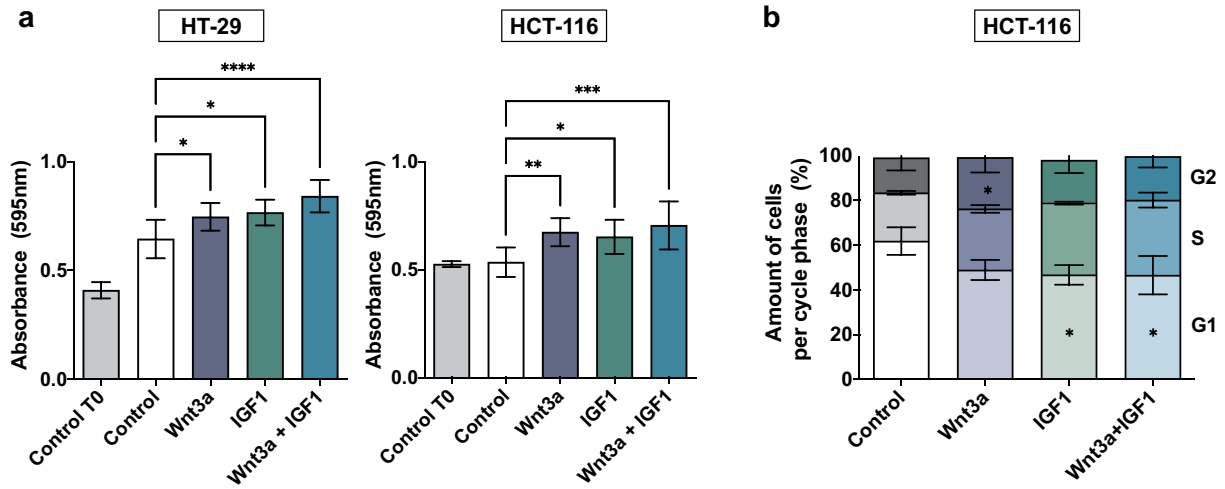 a
HT-29
Absorbance (595nm)
1.0
0.5
0.0
****
*
*
Control T0
Control
Wnt3a
IGF1
Wnt3a + IGF1
HCT-116
Absorbance (595nm)
1.0
0.5
0.0
***
*
**
Control T0
Control
Wnt3a
IGF1
Wnt3a + IGF1
b
HCT-116
Amount of cells
per cycle phase (%)
100
80
60
40
20
0
*
*
*
G2
S
G1
Control
Wnt3a
IGF1
Wnt3a+IGF1